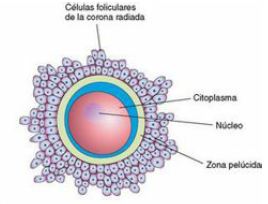 Células foliculares
de la corona radiada
Citoplasma
Núcleo
Zona pelúcida